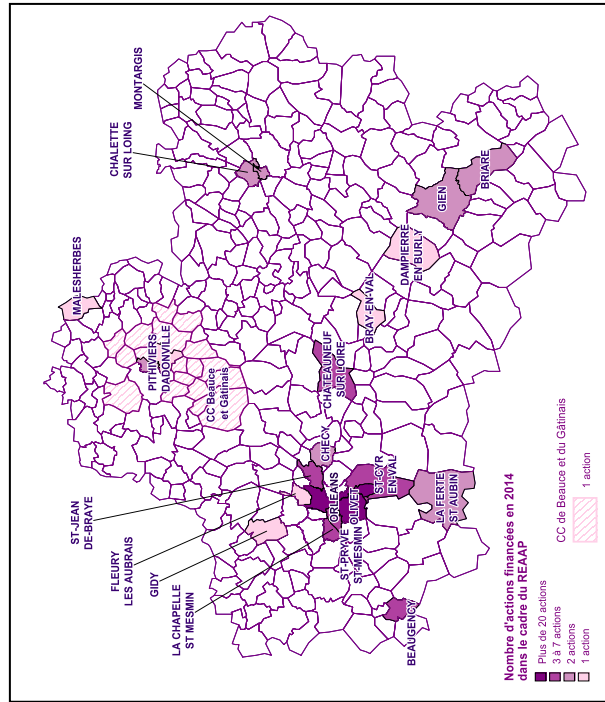 MALESHERBES
MONTARGIS
CHALETTE
SUR LOING
PITHIVIERS-
DADONVILLE
CC Beauce
et Gâtinais
ST-JEAN
DE-BRAYE
FLEURY
LES AUBRAIS
GIDY
LA CHAPELLE
ST MESMIN
CHECY
CHATEAUNEUF
SUR LOIRE
BRAY-EN-VAL
DAMPIERRE
EN BURLY
GIEN
BRIARE
ORLEANS
ST-PRYVE
ST-MESMIN
OLIVET
ST-CYR
EN-VAL
LA FERTE
ST AUBIN
BEAUGENCY
Nombre d'actions financées en 2014
dans le cadre du REAAP
Plus de 20 actions
3 à 7 actions
2 actions
1 action
CC de Beauce et du Gâtinais
1 action